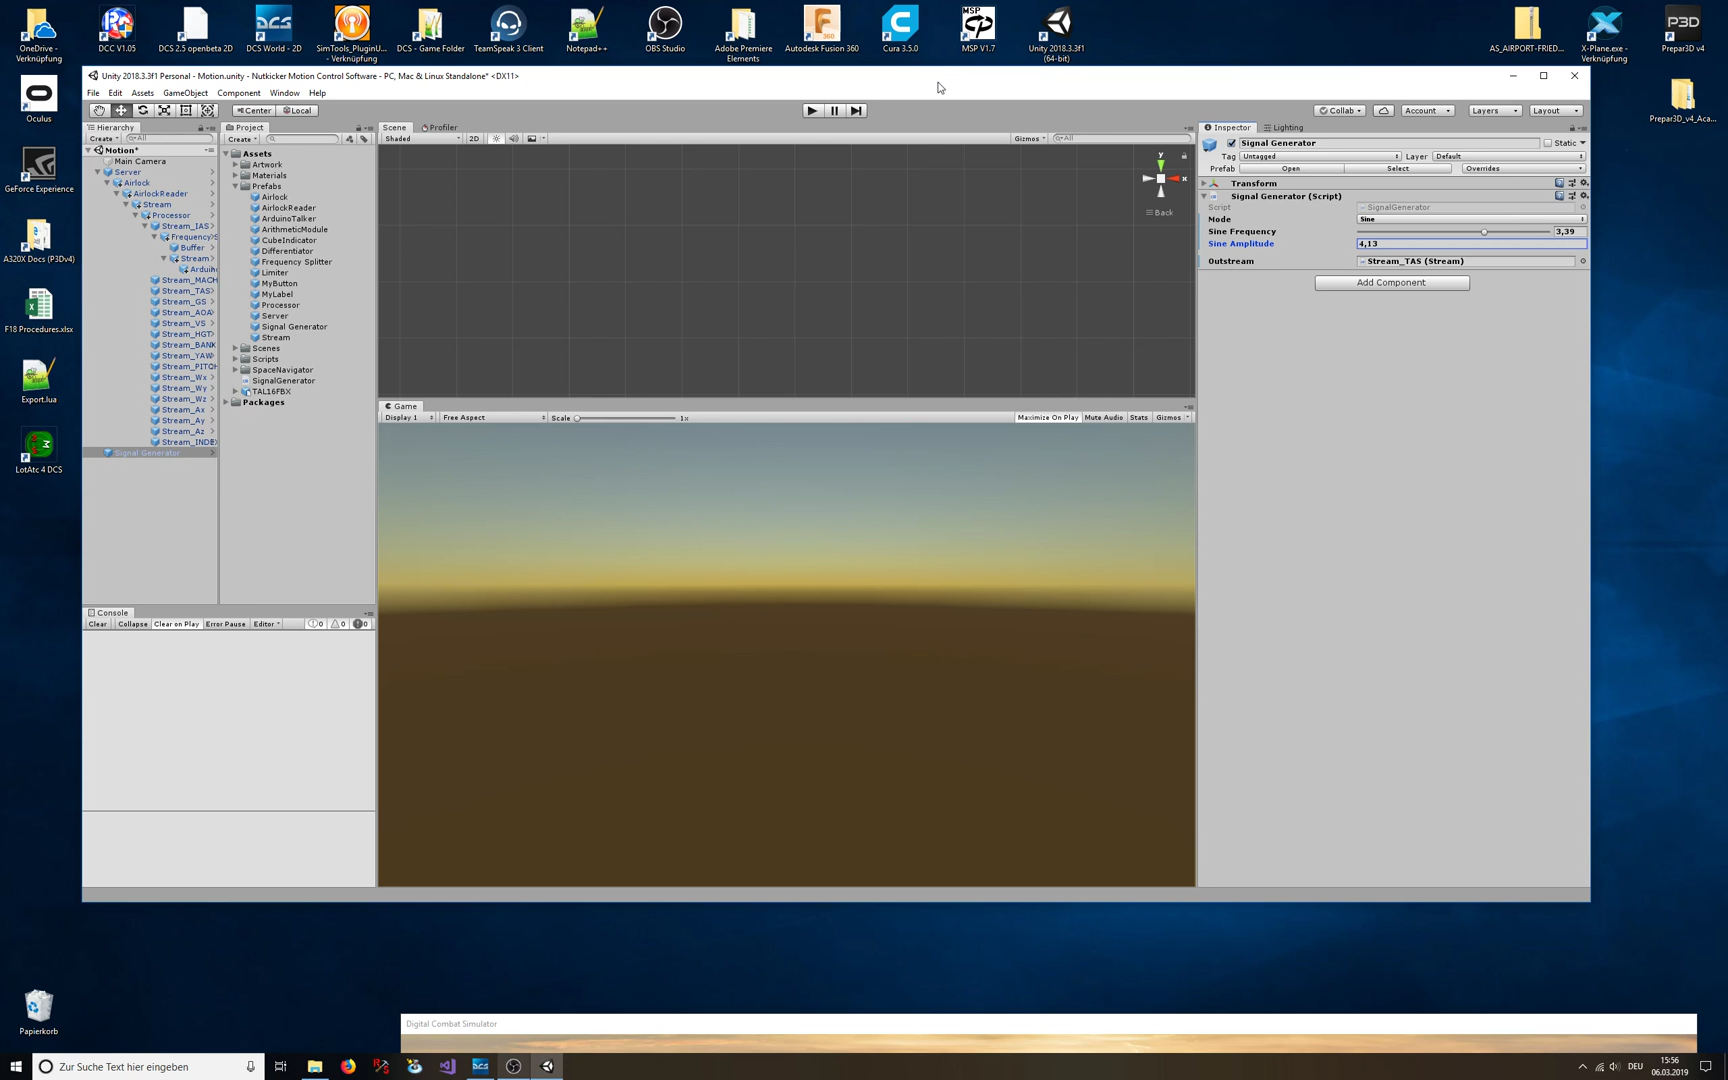 OneDrive -
Verknüpfung
DCC V1.05
DCS 2.5 openbeta 2D
DCS World - 2D
SimTools_PluginU...
- Verknüpfung
DCS - Game Folder
TeamSpeak 3 Client
Notepad++
OBS Studio
Adobe Premiere
Elements
Autodesk Fusion 360
Cura 3.5.0
MSP
MSP V1.7
Unity 2018.3.3f1
(64-bit)
AS_AIRPORT-FRIED...
X-Plane.exe -
Verknüpfung
P3D
Prepar3D v4
Oculus
GeForce Experience
A320X Docs (P3Dv4)
F18 Procedures.xlsx
Export.lua
LotAtc 4 DCS
Papierkorb
Prepar3D_v4_Aca...
Unity 2018.3.3f1 Personal - Motion.unity - Nutkicker Motion Control Software - PC, Mac & Linux Standalone* <DX11>
File Edit Assets GameObject Component Window Help
Center Local
Collab Account Layers Layout
Hierarchy
Create All
Motion*
Main Camera
Server
Airlock
AirlockReader
Stream
Processor
Stream_IAS
Frequency S
Buffer
Stream
Arduin
Stream_MACH
Stream_TAS
Stream_GS
Stream_AOA
Stream_VS
Stream_HGT
Stream_BANK
Stream_YAW
Stream_PITCH
Stream_Wx
Stream_Wy
Stream_Wz
Stream_Ax
Stream_Ay
Stream_Az
Stream_INDEX
Signal Generator
Project
Create
Assets
Artwork
Materials
Prefabs
Airlock
AirlockReader
ArduinoTalker
ArithmeticModule
CubeIndicator
Differentiator
Frequency Splitter
Limiter
MyButton
MyLabel
Processor
Server
Signal Generator
Stream
Scenes
Scripts
SpaceNavigator
SignalGenerator
TAL16FBX
Packages
Scene Profiler
Shaded 2D Gizmos All
y
x
Back
Game
Display 1 Free Aspect Scale 1x Maximize On Play Mute Audio Stats Gizmos
Inspector Lighting
Signal Generator Static
Tag Untagged Layer Default
Prefab Open Select Overrides
Transform
Signal Generator (Script)
Script SignalGenerator
Mode Sine
Sine Frequency 3,39
Sine Amplitude 4,13
Outstream Stream_TAS (Stream)
Add Component
Console
Clear Collapse Clear on Play Error Pause Editor 0 0 0
Digital Combat Simulator
Zur Suche Text hier eingeben
DCS
DEU
15:56
06.03.2019